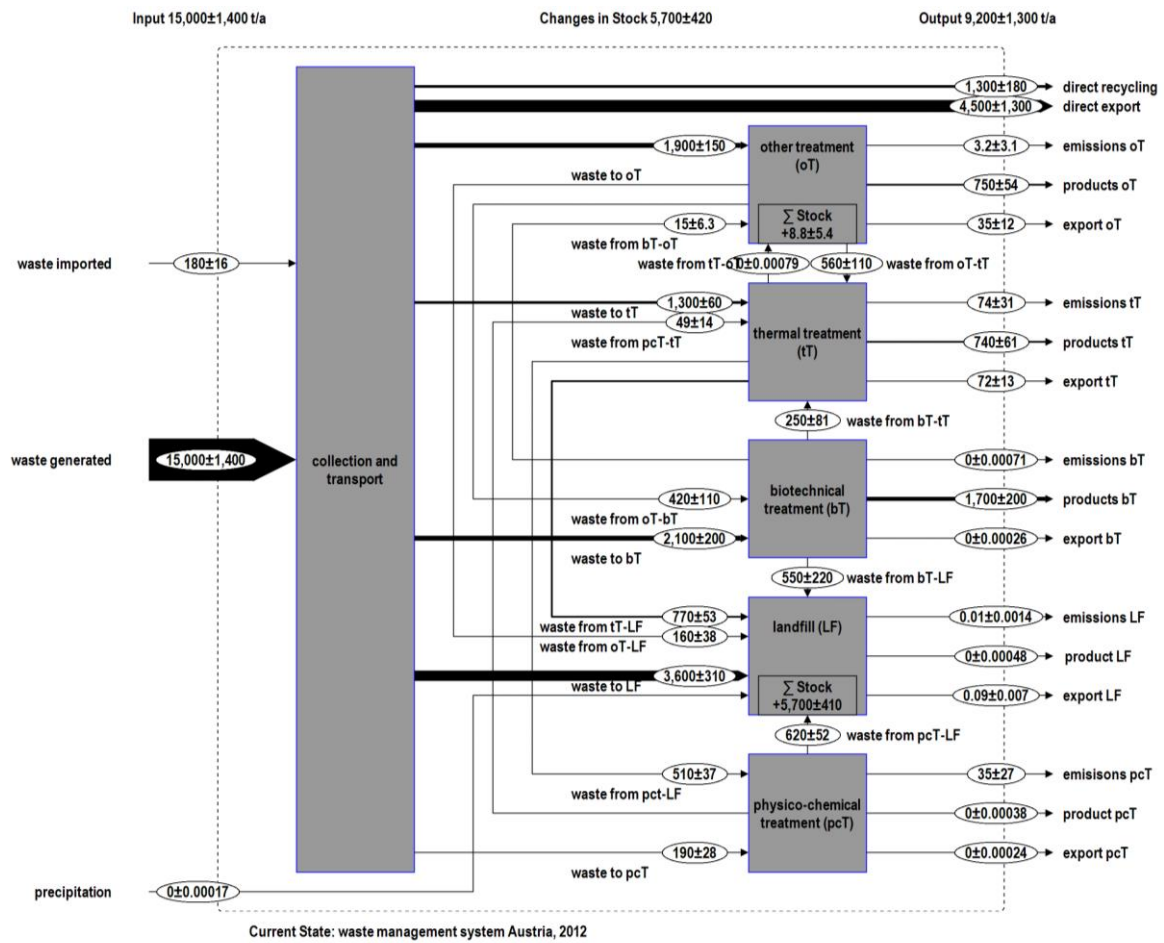 Input 15,000±1,400 t/a
Changes in Stock 5,700±420
Output 9,200±1,300 t/a
1,300±180
direct recycling
4,500±1,300
direct export
1,900±150
other treatment
(oT)
3.2±3.1
emissions oT
waste to oT
750±54
products oT
∑ Stock
+8.8±5.4
15±6.3
35±12
export oT
waste from bT-oT
waste imported
180±16
waste from tT-oT
0±0.00079
560±110
waste from oT-tT
1,300±60
74±31
emissions tT
waste to tT
49±14
thermal treatment
(tT)
740±61
products tT
waste from pcT-tT
72±13
export tT
250±81
waste from bT-tT
waste generated
15,000±1,400
collection and
transport
0±0.00071
emissions bT
420±110
biotechnical
treatment (bT)
1,700±200
products bT
waste from oT-bT
2,100±200
0±0.00026
export bT
waste to bT
550±220
waste from bT-LF
770±53
landfill (LF)
0.01±0.0014
emissions LF
waste from tT-LF
160±38
waste from oT-LF
0±0.00048
product LF
3,600±310
waste to LF
∑ Stock
+5,700±410
0.09±0.007
export LF
620±52
waste from pcT-LF
510±37
35±27
emisisons pcT
waste from pct-LF
physico-chemical
treatment (pcT)
0±0.00038
product pcT
190±28
0±0.00024
export pcT
waste to pcT
precipitation
0±0.00017
Current State: waste management system Austria, 2012